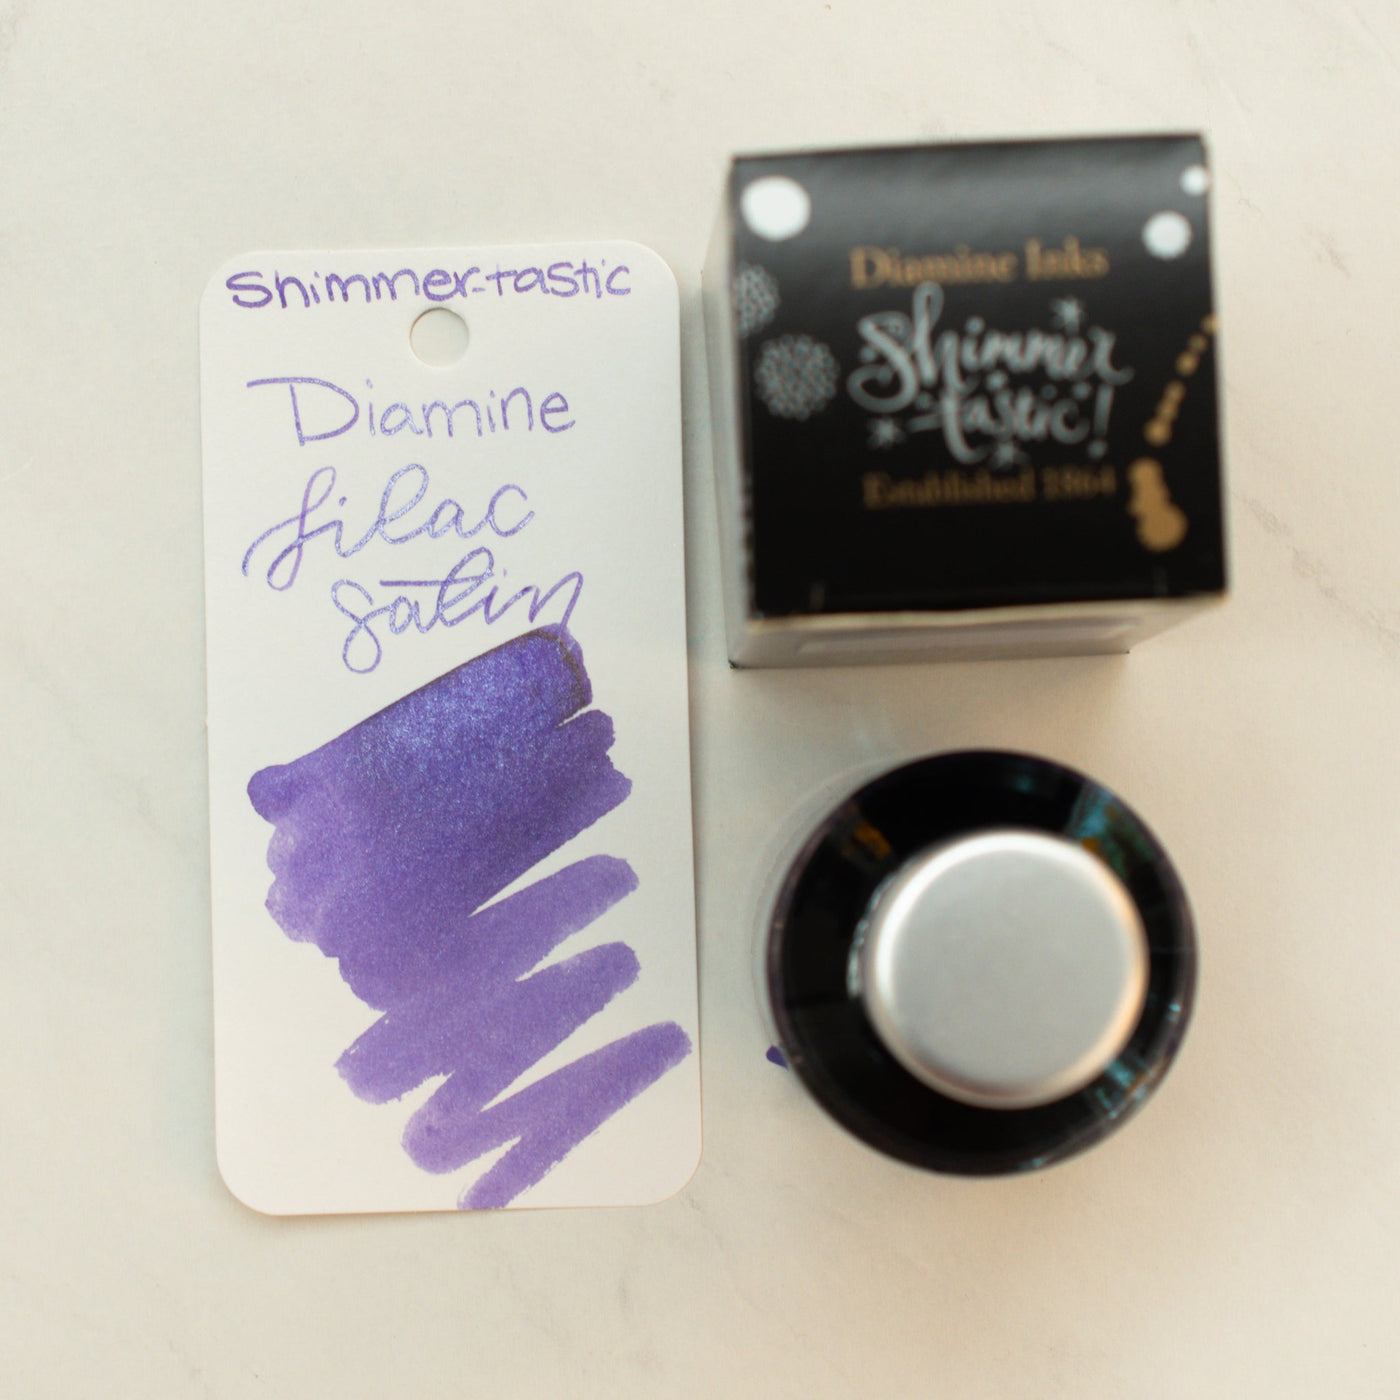 Shimmer-tastic
Diamine
Lilac
Satin
Diamine Inks
Shimmer
-tastic!
Established 1864